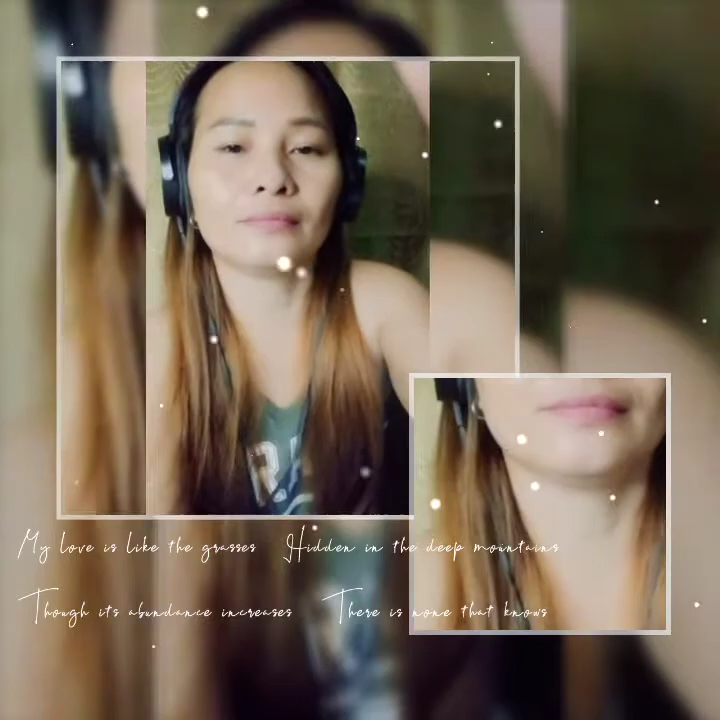 My love is like the grasses Hidden in the deep mountains
Though its abundance increases There is none that knows